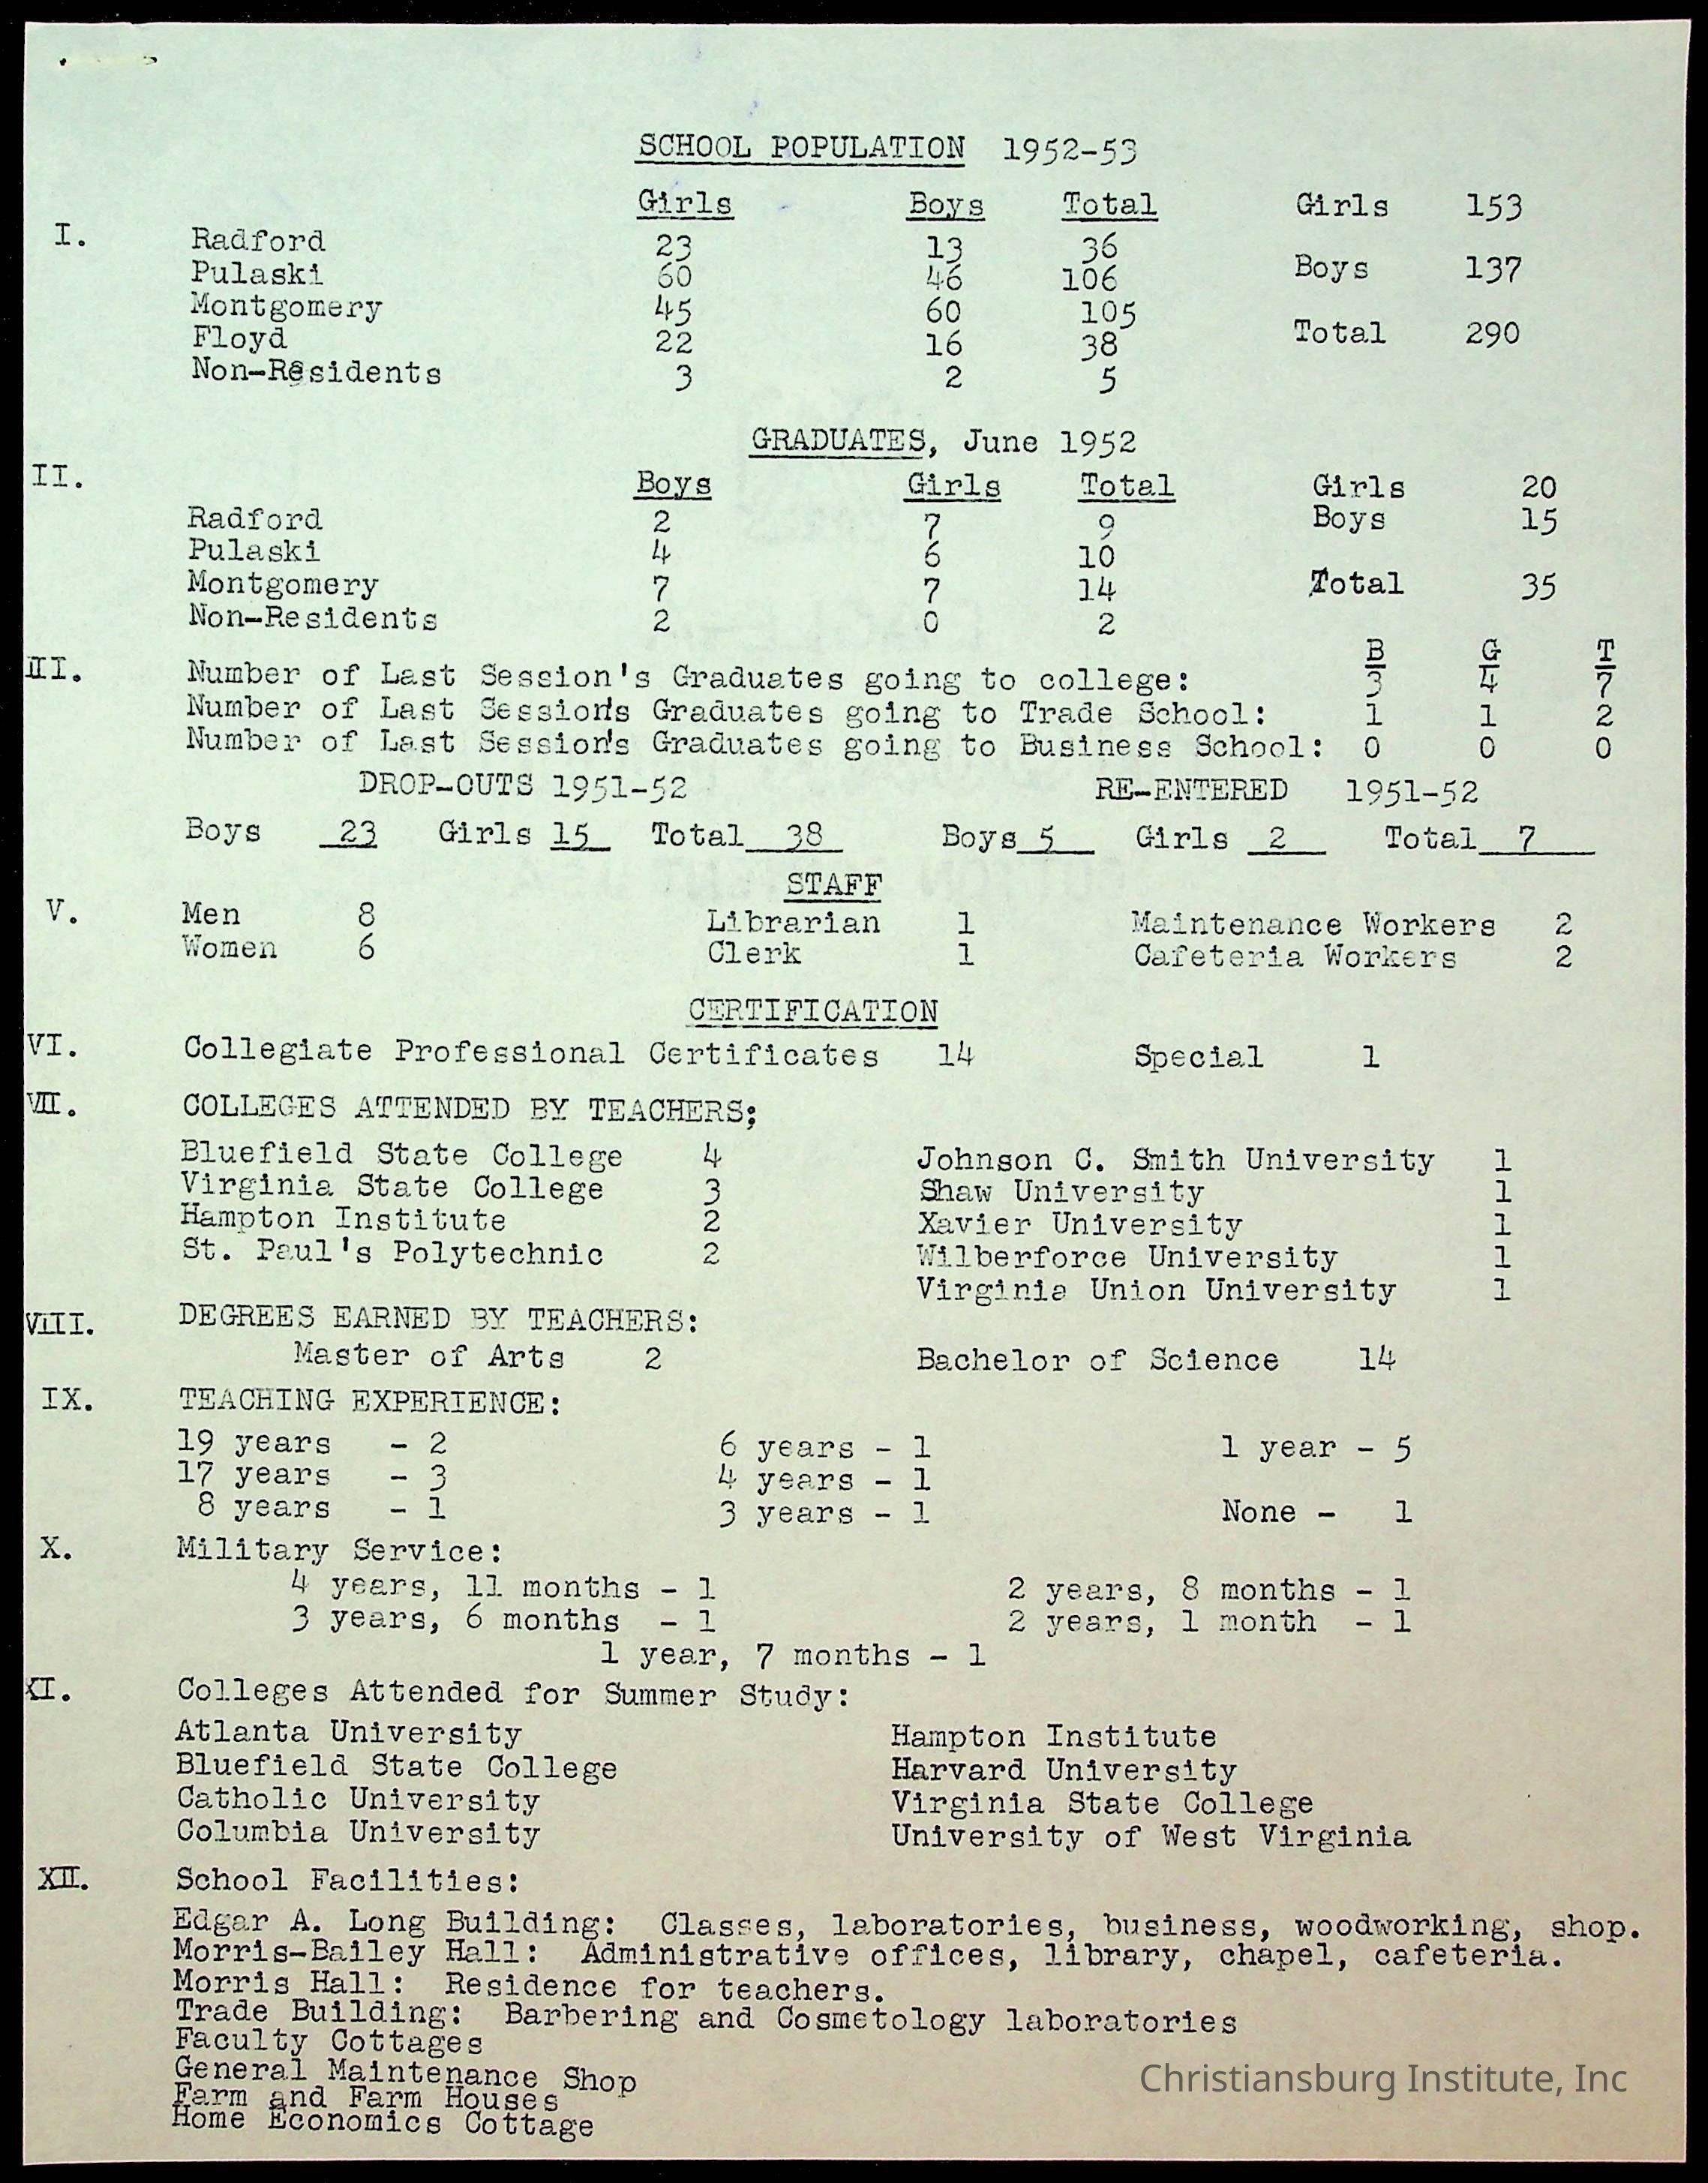 SCHOOL POPULATION 1952-53
Girls Boys Total Girls 153
I. Radford 23 13 36
Pulaski 60 46 106 Boys 137
Montgomery 45 60 105
Floyd 22 16 38 Total 290
Non-Residents 3 2 5
GRADUATES, June 1952
II. Boys Girls Total Girls 20
Radford 2 7 9 Boys 15
Pulaski 4 6 10
Montgomery 7 7 14 Total 35
Non-Residents 2 0 2
B G T
III. Number of Last Session's Graduates going to college: 3 4 7
Number of Last Session's Graduates going to Trade School: 1 1 2
Number of Last Session's Graduates going to Business School: 0 0 0
DROP-OUTS 1951-52 RE-ENTERED 1951-52
Boys 23 Girls 15 Total 38 Boys 5 Girls 2 Total 7
STAFF
V. Men 8 Librarian 1 Maintenance Workers 2
Women 6 Clerk 1 Cafeteria Workers 2
CERTIFICATION
VI. Collegiate Professional Certificates 14 Special 1
VII. COLLEGES ATTENDED BY TEACHERS;
Bluefield State College 4 Johnson C. Smith University 1
Virginia State College 3 Shaw University 1
Hampton Institute 2 Xavier University 1
St. Paul's Polytechnic 2 Wilberforce University 1
Virginia Union University 1
VIII. DEGREES EARNED BY TEACHERS:
Master of Arts 2 Bachelor of Science 14
IX. TEACHING EXPERIENCE:
19 years - 2 6 years - 1 1 year - 5
17 years - 3 4 years - 1
8 years - 1 3 years - 1 None - 1
X. Military Service:
4 years, 11 months - 1 2 years, 8 months - 1
3 years, 6 months - 1 2 years, 1 month - 1
1 year, 7 months - 1
XI. Colleges Attended for Summer Study:
Atlanta University Hampton Institute
Bluefield State College Harvard University
Catholic University Virginia State College
Columbia University University of West Virginia
XII. School Facilities:
Edgar A. Long Building: Classes, laboratories, business, woodworking, shop.
Morris-Bailey Hall: Administrative offices, library, chapel, cafeteria.
Morris Hall: Residence for teachers.
Trade Building: Barbering and Cosmetology laboratories
Faculty Cottages
General Maintenance Shop
Farm and Farm Houses
Home Economics Cottage
Christiansburg Institute, Inc